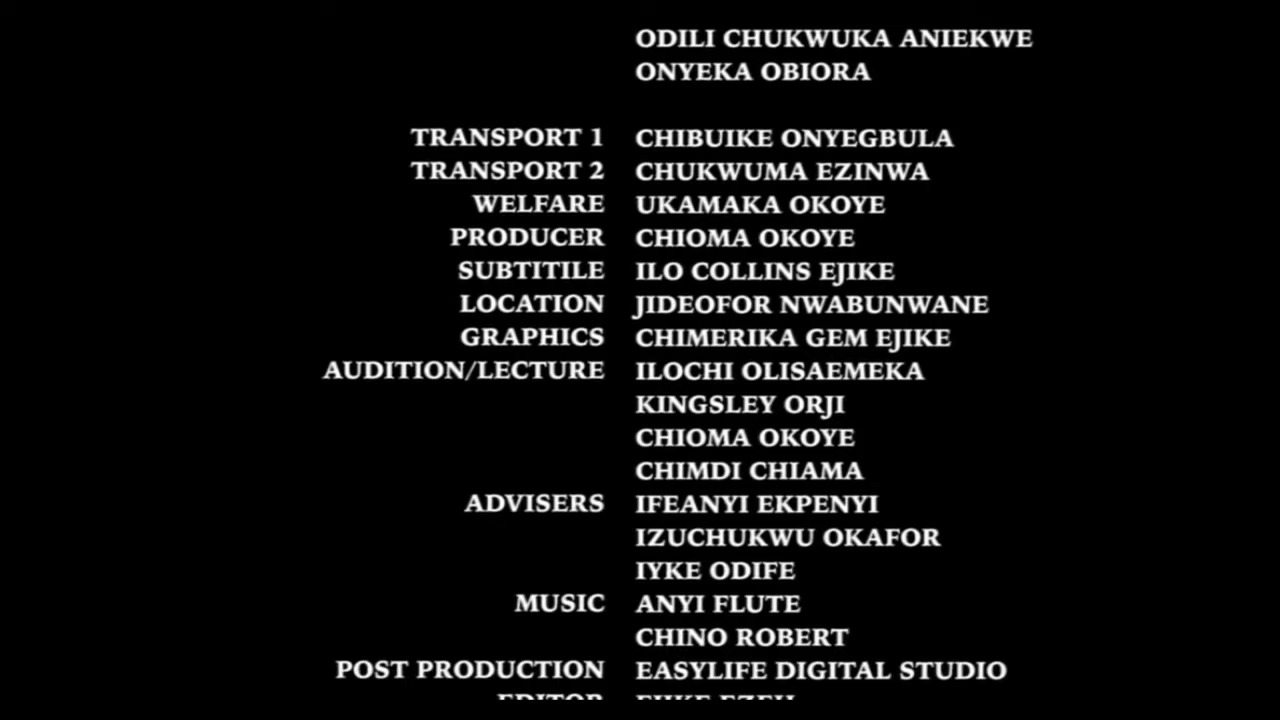 ODILI CHUKWUKA ANIEKWE
ONYEKA OBIORA
TRANSPORT 1 CHIBUIKE ONYEGBULA
TRANSPORT 2 CHUKWUMA EZINWA
WELFARE UKAMAKA OKOYE
PRODUCER CHIOMA OKOYE
SUBTITILE ILO COLLINS EJIKE
LOCATION JIDEOFOR NWABUNWANE
GRAPHICS CHIMERIKA GEM EJIKE
AUDITION/LECTURE ILOCHI OLISAEMEKA
KINGSLEY ORJI
CHIOMA OKOYE
CHIMDI CHIAMA
ADVISERS IFEANYI EKPENYI
IZUCHUKWU OKAFOR
IYKE ODIFE
MUSIC ANYI FLUTE
CHINO ROBERT
POST PRODUCTION EASYLIFE DIGITAL STUDIO
EDITOR